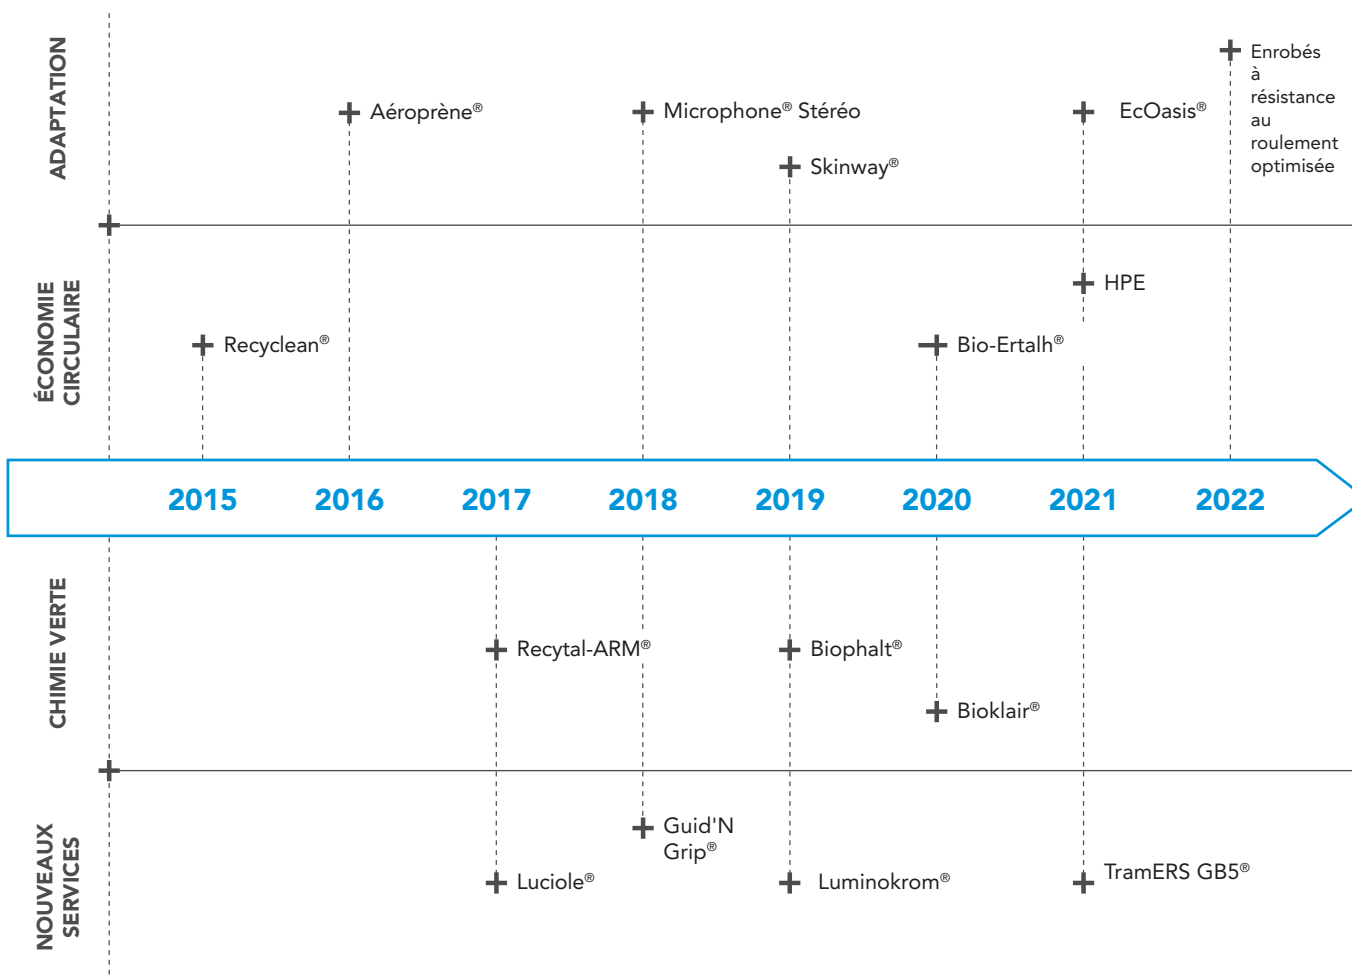 ADAPTATION
Aéroprène®
Microphone® Stéréo
Skinway®
EcOasis®
Enrobés
à
résistance
au
roulement
optimisée
ÉCONOMIE
CIRCULAIRE
Recyclean®
Bio-Ertalh®
HPE
2015
2016
2017
2018
2019
2020
2021
2022
CHIMIE VERTE
Recytal-ARM®
Biophalt®
Bioklair®
NOUVEAUX
SERVICES
Luciole®
Guid'N
Grip®
Luminokrom®
TramERS GB5®